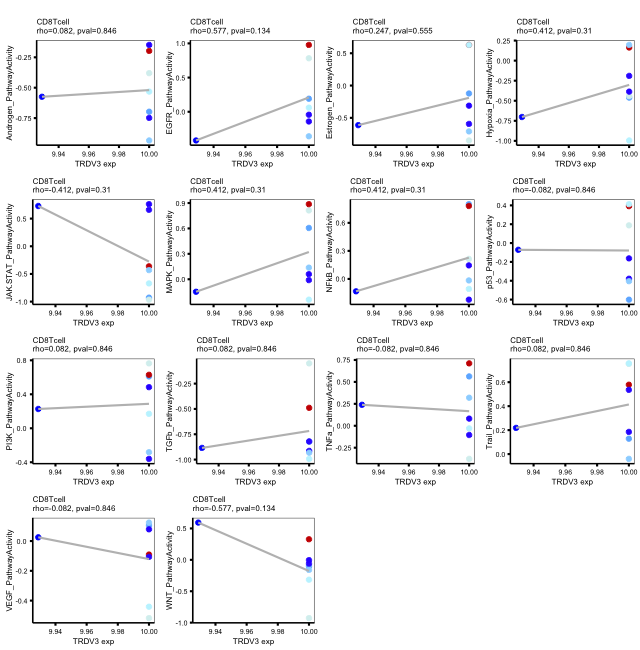 CD8Tcell
rho=0.082, pval=0.846
Androgen_PathwayActivity
-0.25
-0.50
-0.75
9.94 9.96 9.98 10.00
TRDV3 exp
CD8Tcell
rho=0.577, pval=0.134
EGFR_PathwayActivity
1.0
0.5
0.0
9.94 9.96 9.98 10.00
TRDV3 exp
CD8Tcell
rho=0.247, pval=0.555
Estrogen_PathwayActivity
0.5
0.0
-0.5
9.94 9.96 9.98 10.00
TRDV3 exp
CD8Tcell
rho=0.412, pval=0.31
Hypoxia_PathwayActivity
0.25
0.00
-0.25
-0.50
-0.75
-1.00
9.94 9.96 9.98 10.00
TRDV3 exp
CD8Tcell
rho=-0.412, pval=0.31
JAK.STAT_PathwayActivity
0.5
0.0
-0.5
-1.0
9.94 9.96 9.98 10.00
TRDV3 exp
CD8Tcell
rho=0.412, pval=0.31
MAPK_PathwayActivity
0.9
0.6
0.3
0.0
9.94 9.96 9.98 10.00
TRDV3 exp
CD8Tcell
rho=0.412, pval=0.31
NFkB_PathwayActivity
0.6
0.3
0.0
9.94 9.96 9.98 10.00
TRDV3 exp
CD8Tcell
rho=-0.082, pval=0.846
p53_PathwayActivity
0.4
0.2
0.0
-0.2
-0.4
-0.6
9.94 9.96 9.98 10.00
TRDV3 exp
CD8Tcell
rho=0.082, pval=0.846
PI3K_PathwayActivity
0.8
0.4
0.0
-0.4
9.94 9.96 9.98 10.00
TRDV3 exp
CD8Tcell
rho=0.082, pval=0.846
TGFb_PathwayActivity
-0.25
-0.50
-0.75
-1.00
9.94 9.96 9.98 10.00
TRDV3 exp
CD8Tcell
rho=-0.082, pval=0.846
TNFa_PathwayActivity
0.75
0.50
0.25
0.00
-0.25
9.94 9.96 9.98 10.00
TRDV3 exp
CD8Tcell
rho=0.082, pval=0.846
Trail_PathwayActivity
0.6
0.4
0.2
0.0
9.94 9.96 9.98 10.00
TRDV3 exp
CD8Tcell
rho=-0.082, pval=0.846
VEGF_PathwayActivity
0.0
-0.2
-0.4
9.94 9.96 9.98 10.00
TRDV3 exp
CD8Tcell
rho=-0.577, pval=0.134
WNT_PathwayActivity
0.5
0.0
-0.5
-1.0
9.94 9.96 9.98 10.00
TRDV3 exp